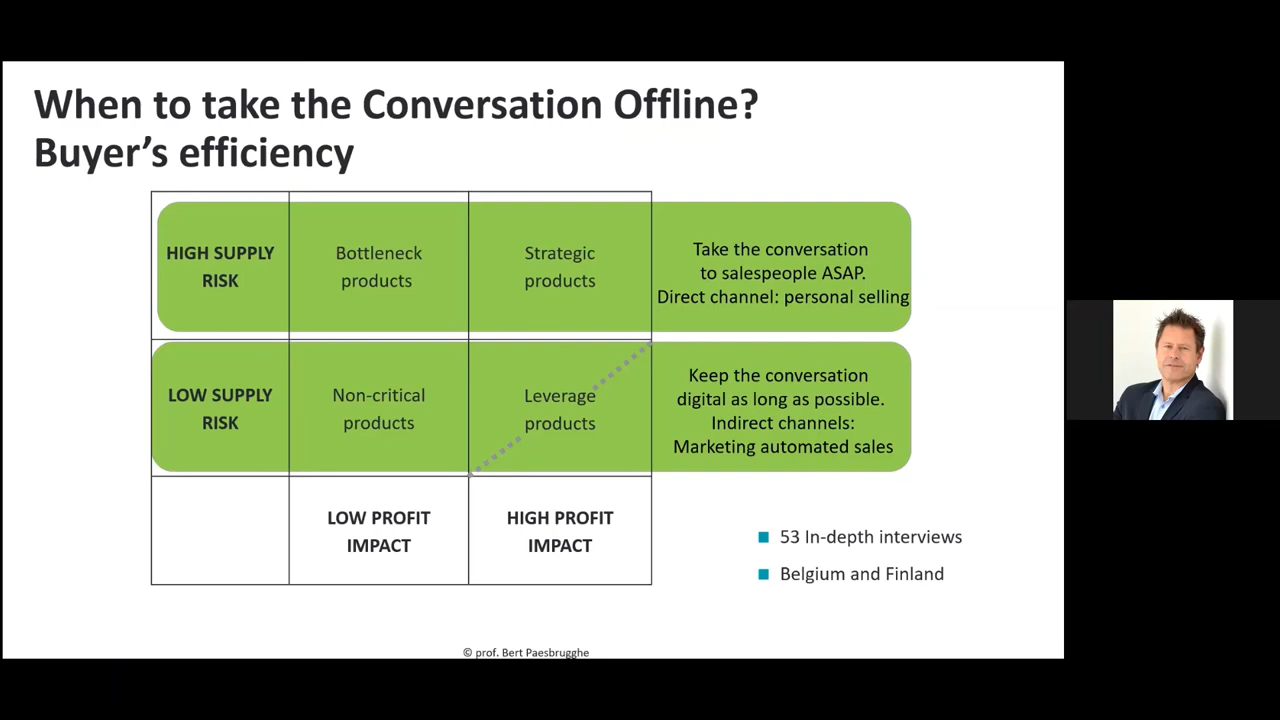 When to take the Conversation Offline?
Buyer's efficiency
HIGH SUPPLY
RISK
Bottleneck
products
Strategic
products
Take the conversation
to salespeople ASAP.
Direct channel: personal selling
LOW SUPPLY
RISK
Non-critical
products
Leverage
products
Keep the conversation
digital as long as possible.
Indirect channels:
Marketing automated sales
LOW PROFIT
IMPACT
HIGH PROFIT
IMPACT
53 In-depth interviews
Belgium and Finland
© prof. Bert Paesbrugghe